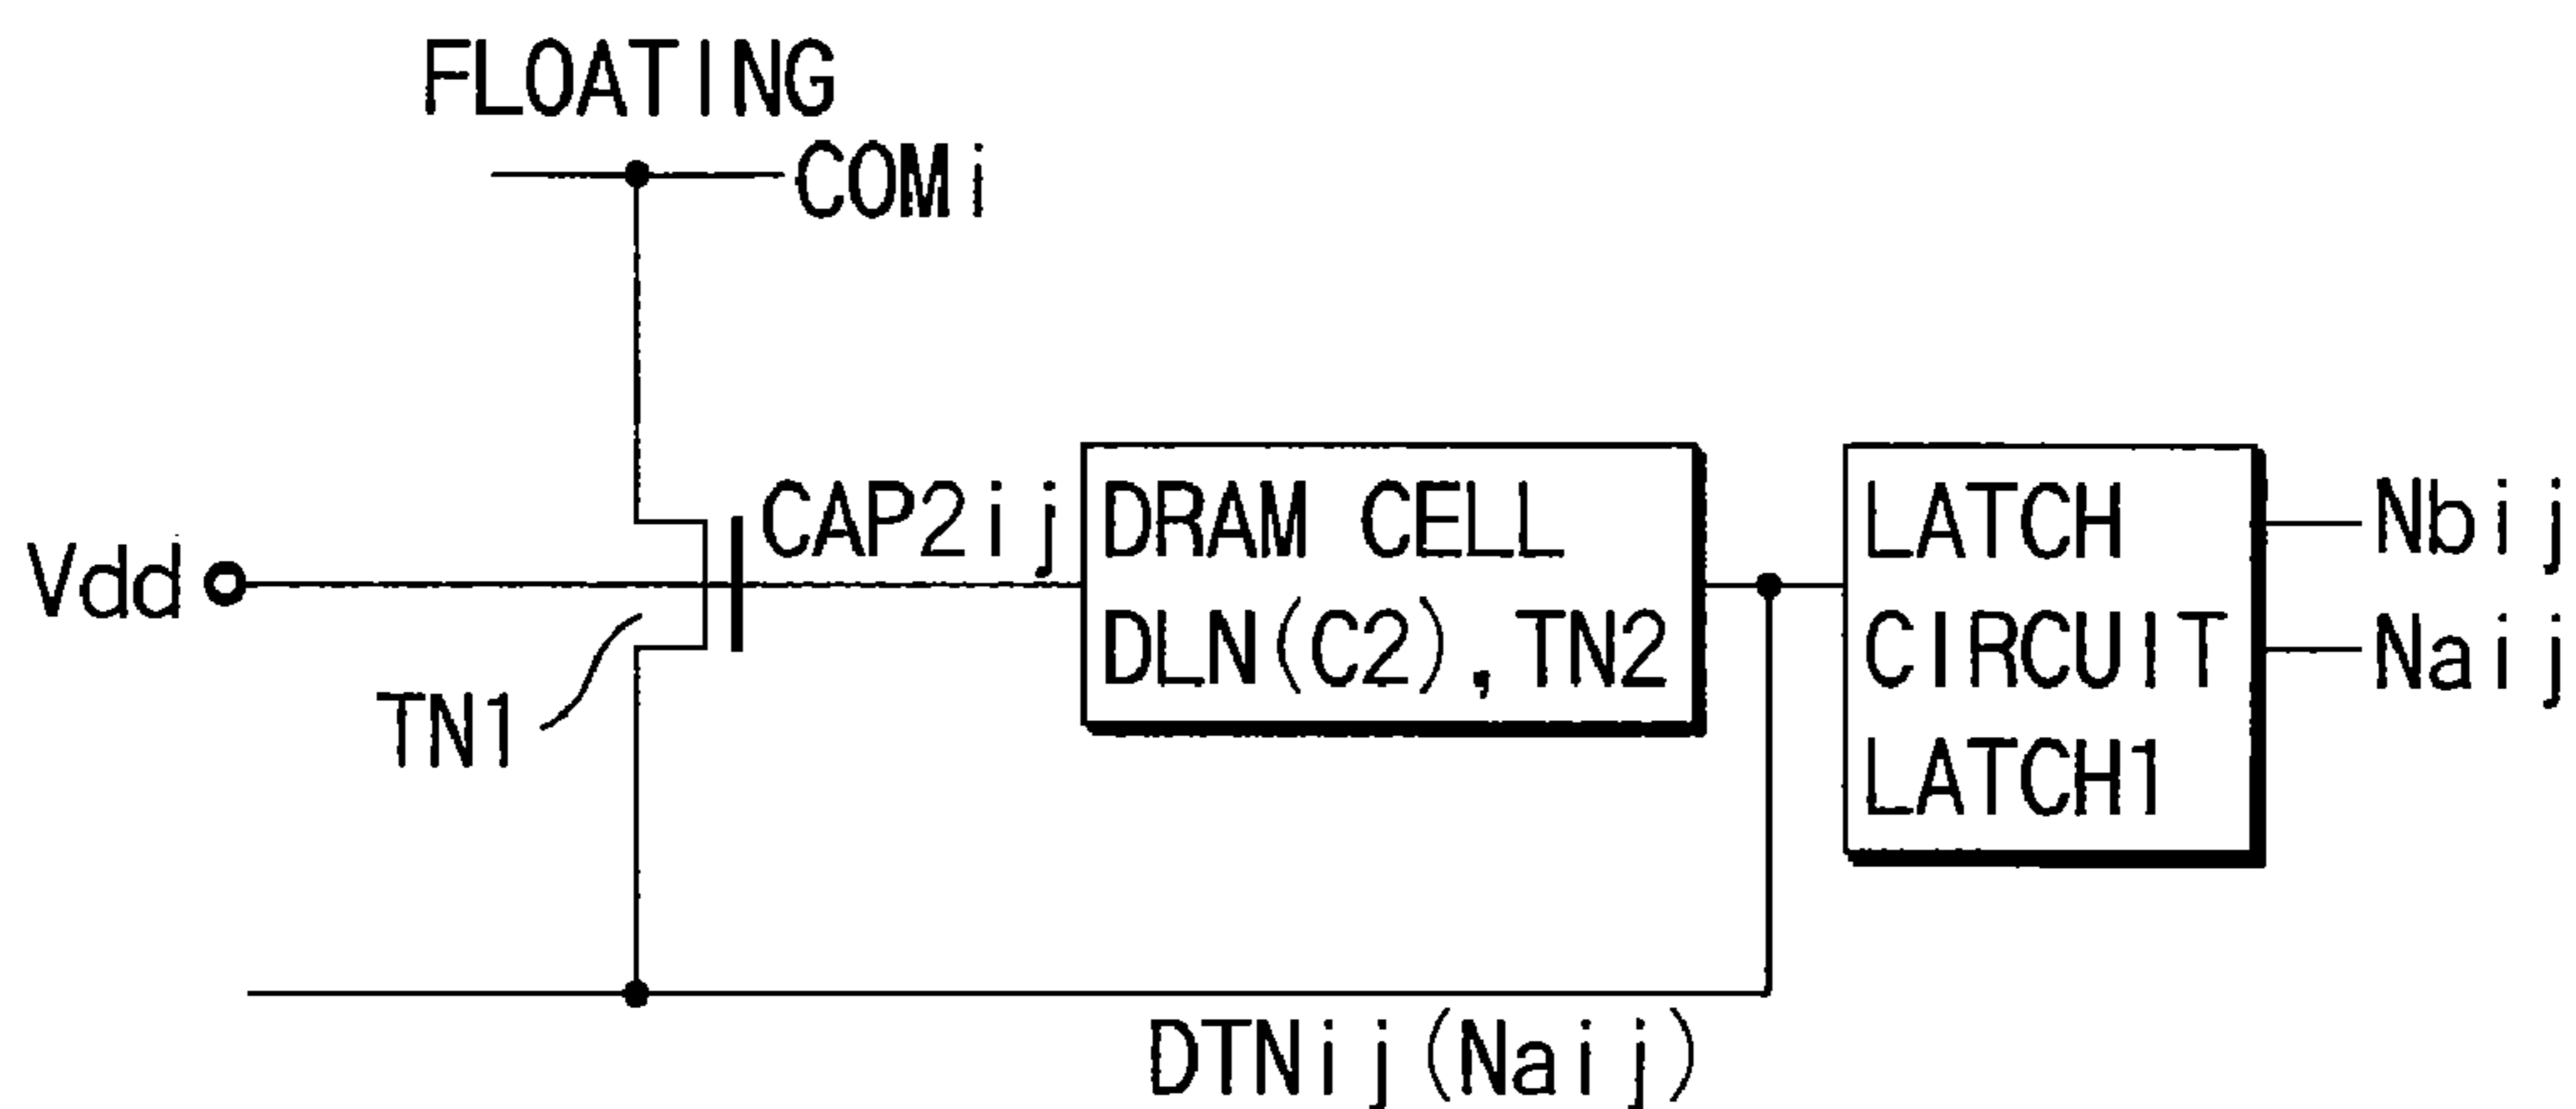 FLOATING
COMi
Vdd
TN1
CAP2ij
DRAM CELL
DLN(C2),TN2
LATCH
CIRCUIT
LATCH1
Nbij
Naij
DTNij(Naij)